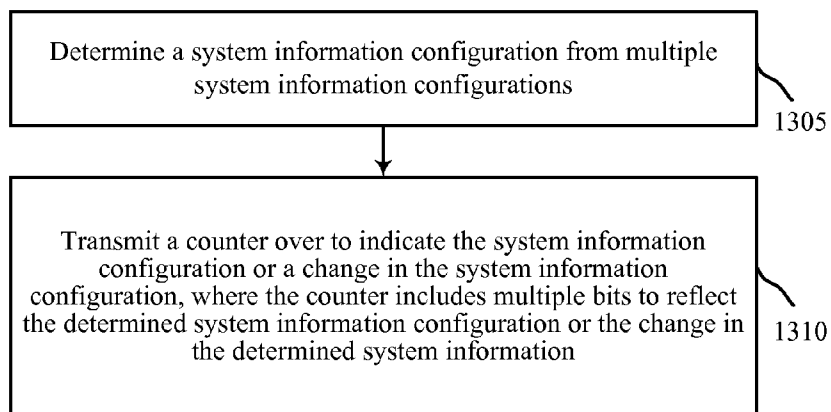 Determine a system information configuration from multiple
system information configurations
1305
Transmit a counter over to indicate the system information
configuration or a change in the system information
configuration, where the counter includes multiple bits to reflect
the determined system information configuration or the change in
the determined system information
1310